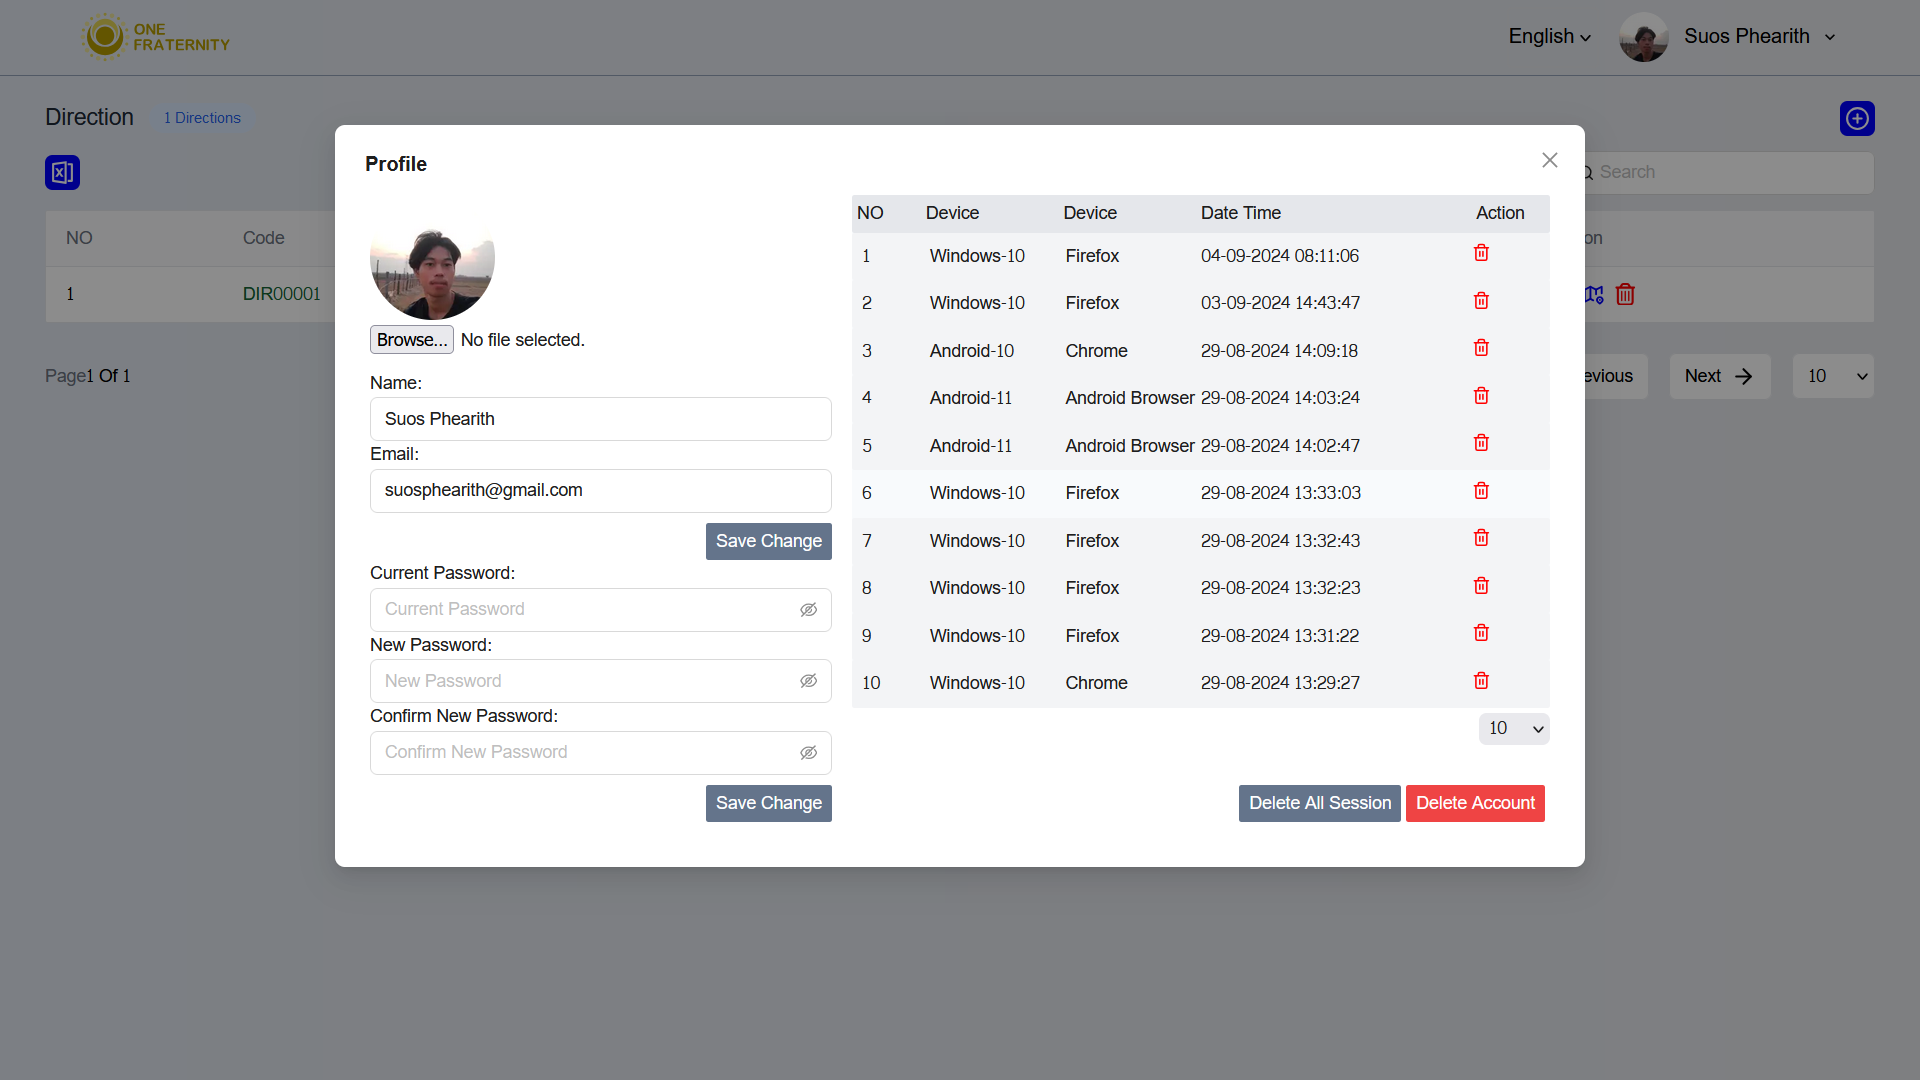 ONE
FRATERNITY
English
Suos Phearith
Direction
1 Directions
Search
NO Code on
1 DIR00001
Page1 Of 1
evious
Next
10
Profile
Browse... No file selected.
Name:
Suos Phearith
Email:
suosphearith@gmail.com
Save Change
Current Password:
Current Password
New Password:
New Password
Confirm New Password:
Confirm New Password
Save Change
NO Device Device Date Time Action
1 Windows-10 Firefox 04-09-2024 08:11:06
2 Windows-10 Firefox 03-09-2024 14:43:47
3 Android-10 Chrome 29-08-2024 14:09:18
4 Android-11 Android Browser 29-08-2024 14:03:24
5 Android-11 Android Browser 29-08-2024 14:02:47
6 Windows-10 Firefox 29-08-2024 13:33:03
7 Windows-10 Firefox 29-08-2024 13:32:43
8 Windows-10 Firefox 29-08-2024 13:32:23
9 Windows-10 Firefox 29-08-2024 13:31:22
10 Windows-10 Chrome 29-08-2024 13:29:27
10
Delete All Session
Delete Account